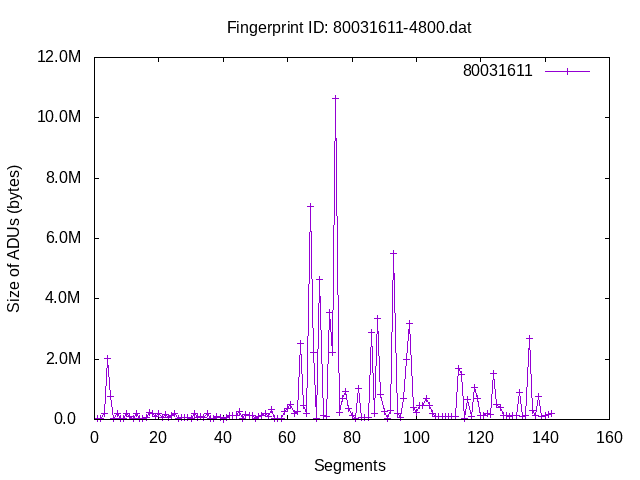 Fingerprint ID: 80031611-4800.dat
80031611
12.0M
10.0M
8.0M
6.0M
4.0M
2.0M
0.0
Size of ADUs (bytes)
0 20 40 60 80 100 120 140 160
Segments